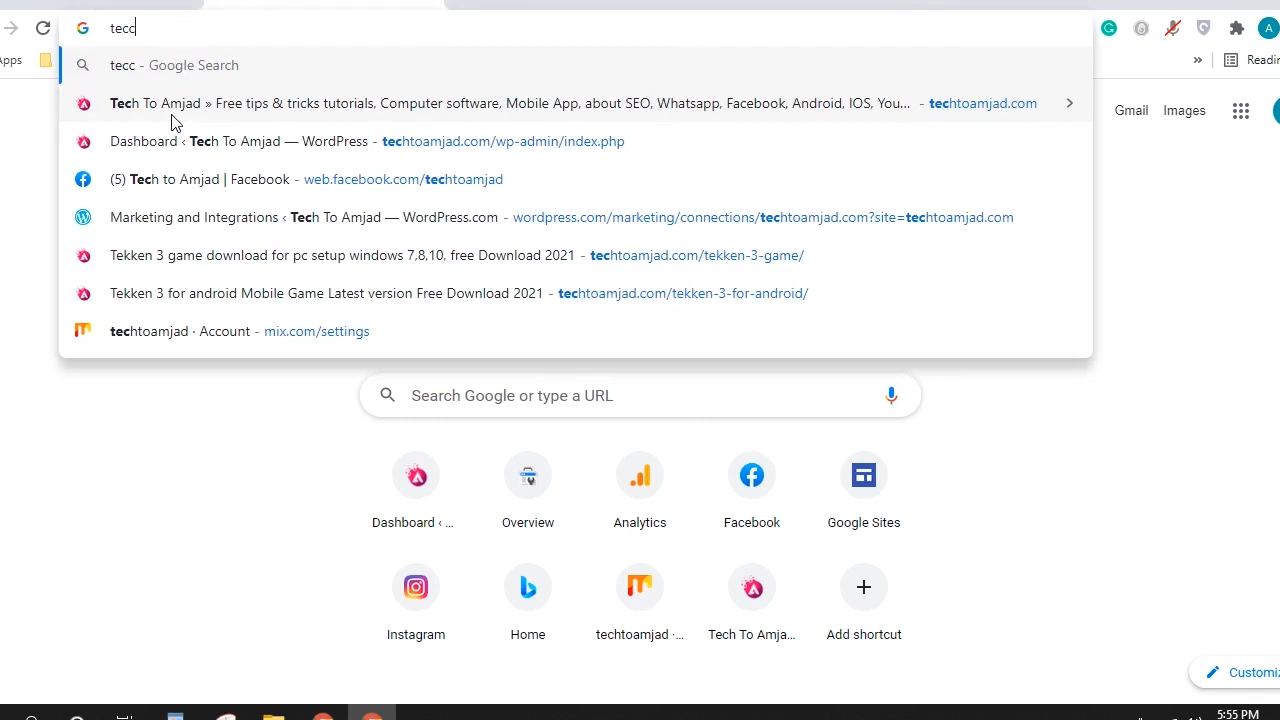 tecc
Apps
Readin
tecc - Google Search
Tech To Amjad » Free tips & tricks tutorials, Computer software, Mobile App, about SEO, Whatsapp, Facebook, Android, IOS, You... - techtoamjad.com
Gmail Images
Dashboard ‹ Tech To Amjad — WordPress - techtoamjad.com/wp-admin/index.php
(5) Tech to Amjad | Facebook - web.facebook.com/techtoamjad
Marketing and Integrations ‹ Tech To Amjad — WordPress.com - wordpress.com/marketing/connections/techtoamjad.com?site=techtoamjad.com
Tekken 3 game download for pc setup windows 7,8,10, free Download 2021 - techtoamjad.com/tekken-3-game/
Tekken 3 for android Mobile Game Latest version Free Download 2021 - techtoamjad.com/tekken-3-for-android/
techtoamjad · Account - mix.com/settings
Search Google or type a URL
Dashboard ‹ ... Overview Analytics Facebook Google Sites
Instagram Home techtoamjad ·... Tech To Amja... Add shortcut
Customiz
5:55 PM